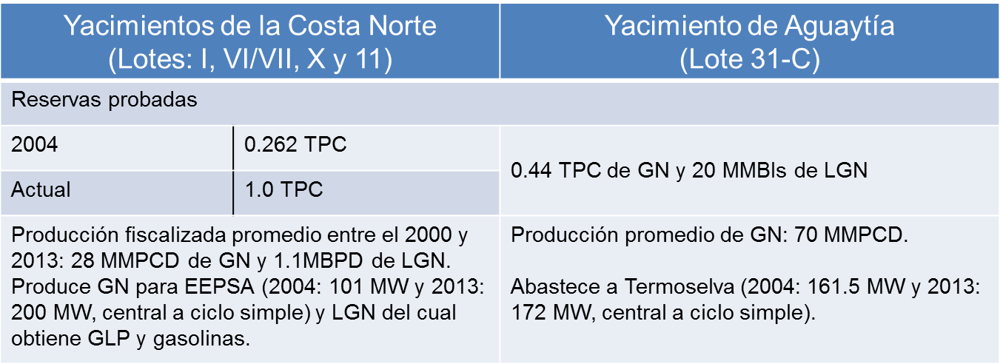 Yacimientos de la Costa Norte
(Lotes: I, VI/VII, X y 11)
Yacimiento de Aguaytía
(Lote 31-C)
Reservas probadas
2004
0.262 TPC
Actual
1.0 TPC
0.44 TPC de GN y 20 MMBls de LGN
Producción fiscalizada promedio entre el 2000 y
2013: 28 MMPCD de GN y 1.1MBPD de LGN.
Produce GN para EEPSA (2004: 101 MW y 2013:
200 MW, central a ciclo simple) y LGN del cual
obtiene GLP y gasolinas.
Producción promedio de GN: 70 MMPCD.
Abastece a Termoselva (2004: 161.5 MW y 2013:
172 MW, central a ciclo simple).